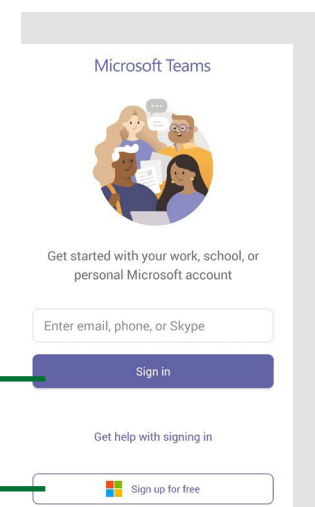 Microsoft Teams
Get started with your work, school, or
personal Microsoft account
Enter email, phone, or Skype
Sign in
Get help with signing in
Sign up for free